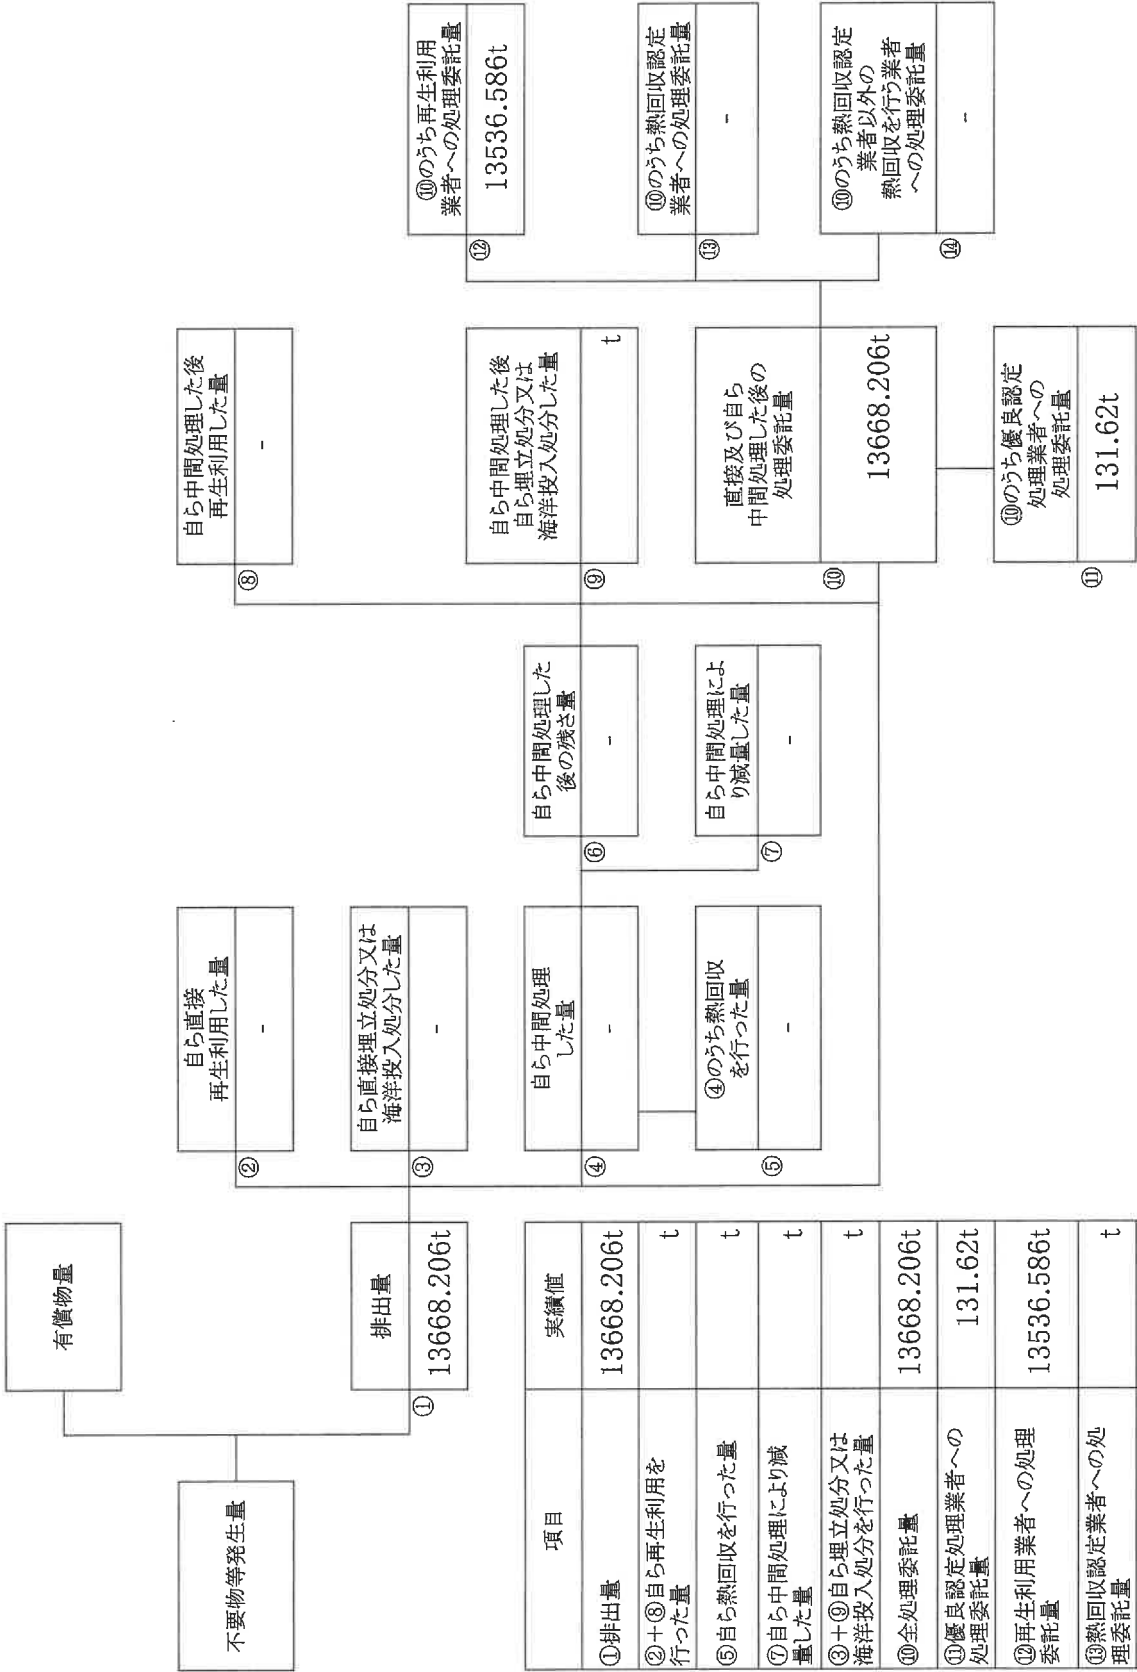 不要物等発生量
有償物量
排出量
①
13668.206t
自ら直接
再生利用した量
②
-
自ら直接埋立処分又は
海洋投入処分した量
③
-
自ら中間処理
した量
④
-
④のうち熱回収
を行った量
⑤
-
自ら中間処理した
後の残さ量
⑥
-
自ら中間処理によ
り減量した量
⑦
-
自ら中間処理した後
再生利用した量
⑧
-
自ら中間処理した後
自ら埋立処分又は
海洋投入処分した量
⑨
t
直接及び自ら
中間処理した後の
処理委託量
⑩
13668.206t
⑩のうち優良認定
処理業者への
処理委託量
⑪
131.62t
⑩のうち再生利用
業者への処理委託量
⑫
13536.586t
⑩のうち熱回収認定
業者への処理委託量
⑬
-
⑩のうち熱回収認定
業者以外の
熱回収を行う業者
への処理委託量
⑭
-
項目 実績値
①排出量 13668.206t
②+⑧自ら再生利用を
行った量 t
⑤自ら熱回収を行った量 t
⑦自ら中間処理により減
量した量 t
③+⑨自ら埋立処分又は
海洋投入処分を行った量 t
⑩全処理委託量 13668.206t
⑪優良認定処理業者への
処理委託量 131.62t
⑫再生利用業者への処理
委託量 13536.586t
⑬熱回収認定業者への処
理委託量 t